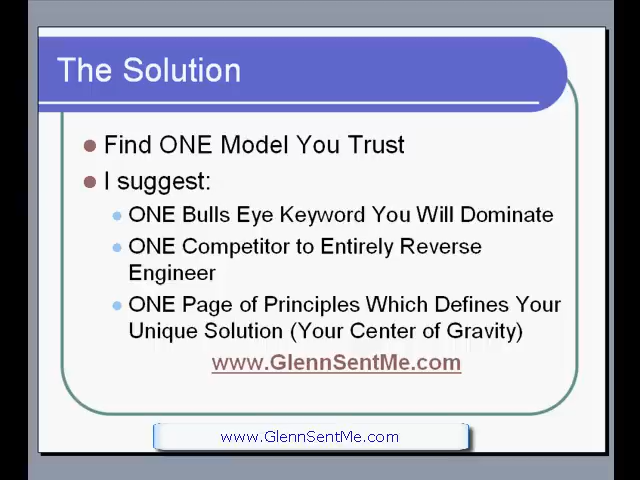 The Solution
Find ONE Model You Trust
I suggest:
ONE Bulls Eye Keyword You Will Dominate
ONE Competitor to Entirely Reverse
Engineer
ONE Page of Principles Which Defines Your
Unique Solution (Your Center of Gravity)
www.GlennSentMe.com
www.GlennSentMe.com